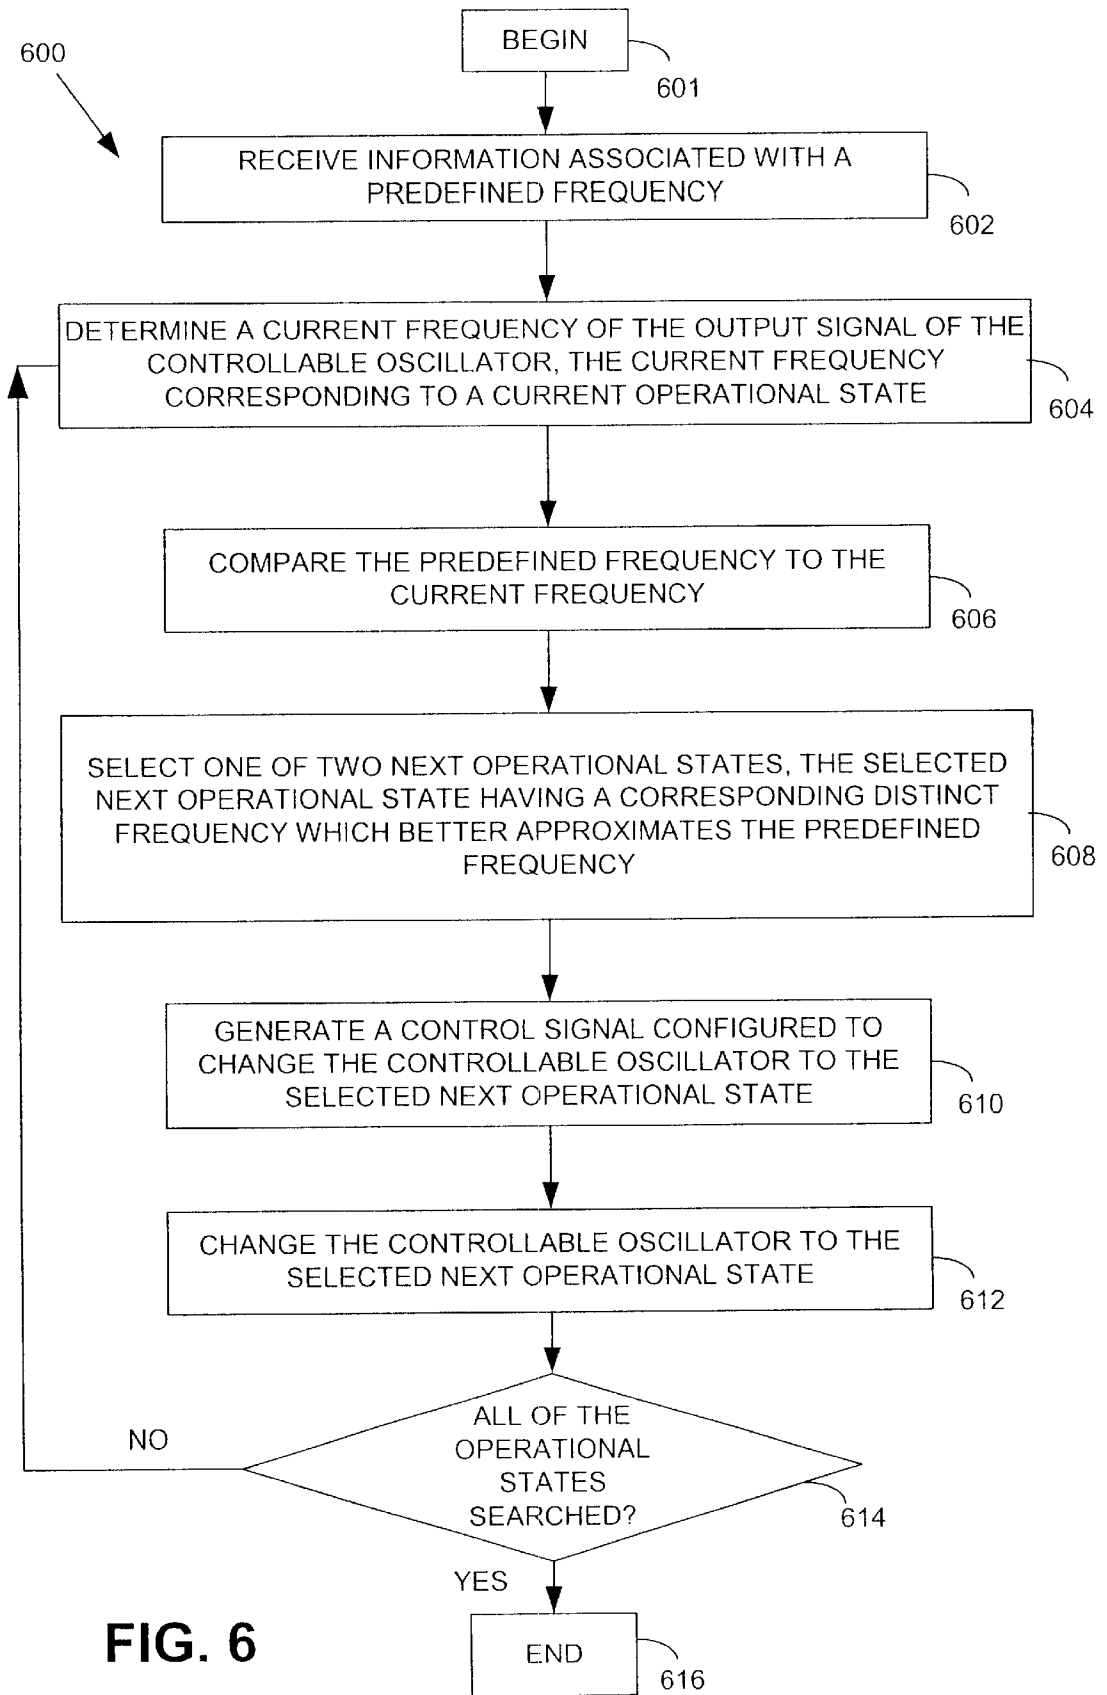 BEGIN
600
601
RECEIVE INFORMATION ASSOCIATED WITH A
PREDEFINED FREQUENCY
602
DETERMINE A CURRENT FREQUENCY OF THE OUTPUT SIGNAL OF THE
CONTROLLABLE OSCILLATOR, THE CURRENT FREQUENCY
CORRESPONDING TO A CURRENT OPERATIONAL STATE
604
COMPARE THE PREDEFINED FREQUENCY TO THE
CURRENT FREQUENCY
606
SELECT ONE OF TWO NEXT OPERATIONAL STATES, THE SELECTED
NEXT OPERATIONAL STATE HAVING A CORRESPONDING DISTINCT
FREQUENCY WHICH BETTER APPROXIMATES THE PREDEFINED
FREQUENCY
608
GENERATE A CONTROL SIGNAL CONFIGURED TO
CHANGE THE CONTROLLABLE OSCILLATOR TO THE
SELECTED NEXT OPERATIONAL STATE
610
CHANGE THE CONTROLLABLE OSCILLATOR TO THE
SELECTED NEXT OPERATIONAL STATE
612
ALL OF THE
OPERATIONAL
STATES
SEARCHED?
NO
614
YES
END
616
FIG. 6